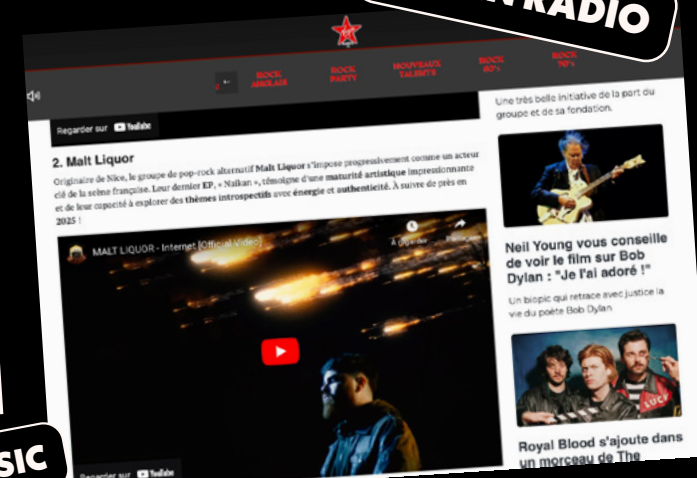 RADIO
ROCK ANGLAIS
ROCK PARTY
NOUVEAUX TALENTS
ROCK 80's
ROCK 70's
Regarder sur YouTube
2. Malt Liquor
Originaire de Nice, le groupe de pop-rock alternatif Malt Liquor s'impose progressivement comme un acteur
clé de la scène française. Leur dernier EP, « Naïkan », témoigne d'une maturité artistique impressionnante
et de leur capacité à explorer des thèmes introspectifs avec énergie et authenticité. À suivre de près en
2025 !
MALT LIQUOR - Internet [Official Video]
À regarder
Regarder sur YouTube
Une très belle initiative de la part du
groupe et de sa fondation.
Neil Young vous conseille
de voir le film sur Bob
Dylan : "Je l'ai adoré !"
Un biopic qui retrace avec justice la
vie du poète Bob Dylan
LUCY
Royal Blood s'ajoute dans
un morceau de The
SIC